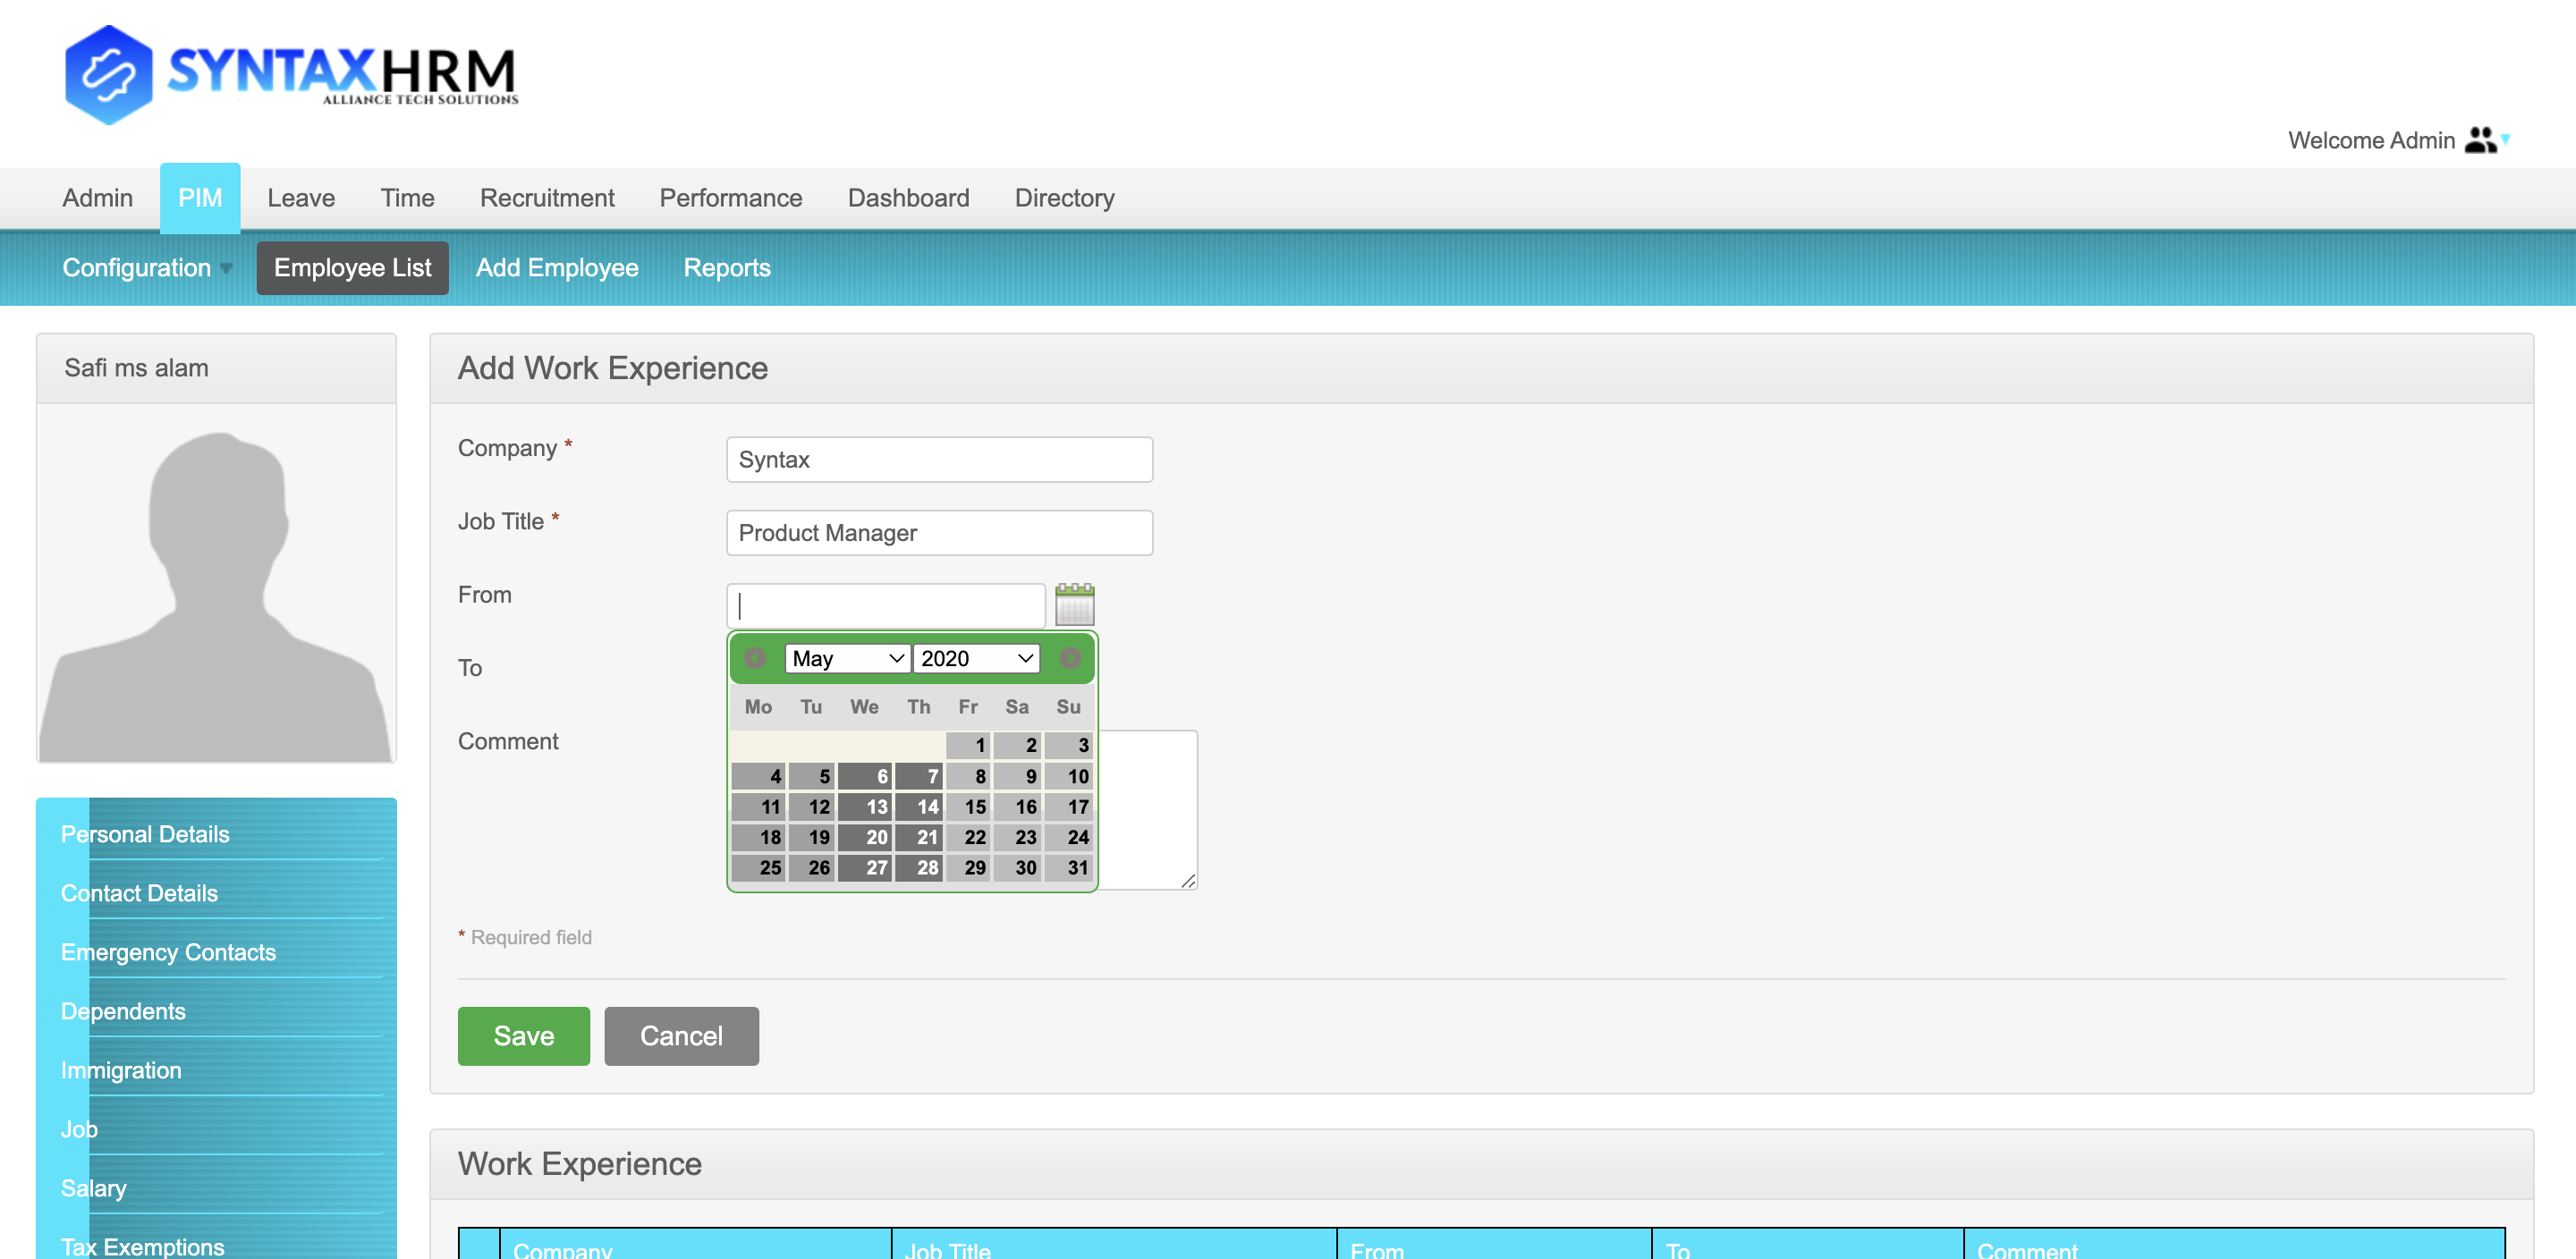 SYNTAXHRM
ALLIANCE TECH SOLUTIONS
Welcome Admin
Admin PIM Leave Time Recruitment Performance Dashboard Directory
Configuration Employee List Add Employee Reports
Safi ms alam
Add Work Experience
Company * Syntax
Job Title * Product Manager
From
To
May 2020
Mo Tu We Th Fr Sa Su
1 2 3
4 5 6 7 8 9 10
11 12 13 14 15 16 17
18 19 20 21 22 23 24
25 26 27 28 29 30 31
Comment
* Required field
Save Cancel
Personal Details
Contact Details
Emergency Contacts
Dependents
Immigration
Job
Salary
Tax Exemptions
Work Experience
Company Job Title From To Comment